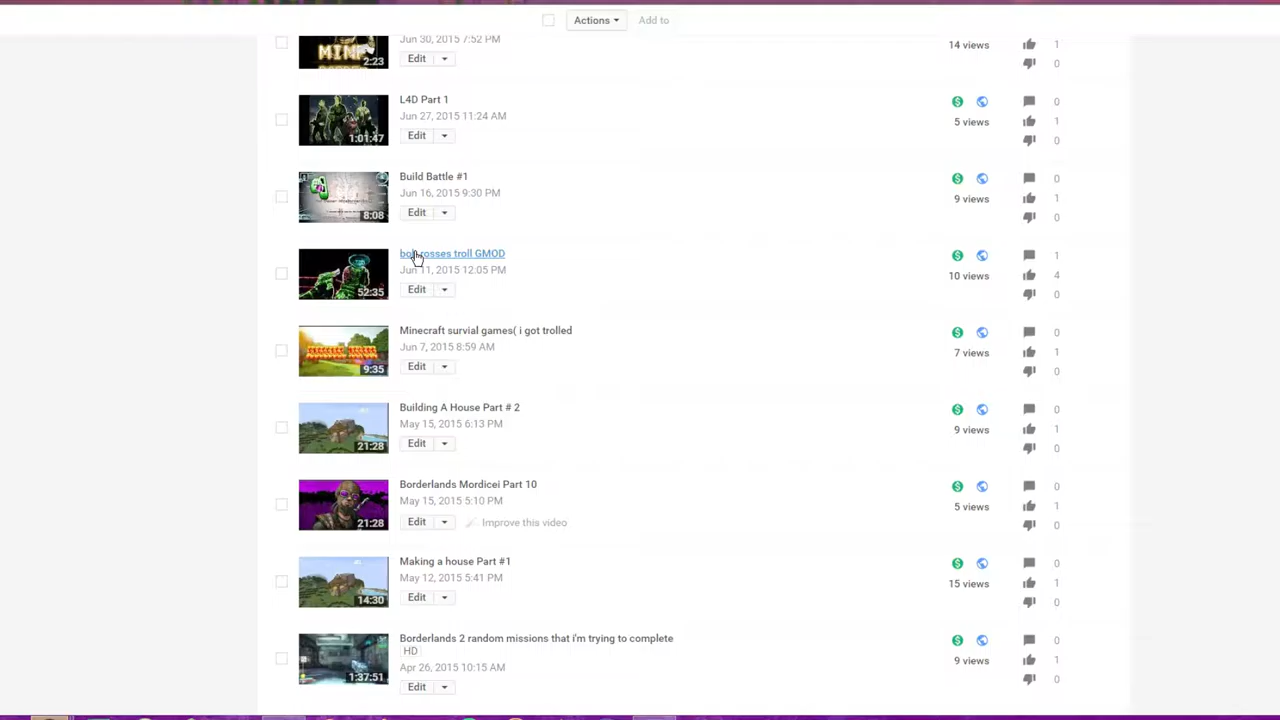 Actions Add to
Jun 30, 2015 7:52 PM
14 views
1
2:23
Edit
0
L4D Part 1
0
Jun 27, 2015 11:24 AM
5 views
1
1:01:47
Edit
0
Build Battle #1
0
Jun 16, 2015 9:30 PM
9 views
1
8:08
Edit
0
bob rosses troll GMOD
1
Jun 11, 2015 12:05 PM
10 views
4
52:35
Edit
0
Minecraft survial games( i got trolled
0
Jun 7, 2015 8:59 AM
7 views
1
9:35
Edit
0
Building A House Part # 2
0
May 15, 2015 6:13 PM
9 views
1
21:28
Edit
0
Borderlands Mordicei Part 10
0
May 15, 2015 5:10 PM
5 views
1
21:28
Edit Improve this video
0
Making a house Part #1
0
May 12, 2015 5:41 PM
15 views
1
14:30
Edit
0
Borderlands 2 random missions that i'm trying to complete
0
HD
9 views
1
Apr 26, 2015 10:15 AM
1:37:51
Edit
0